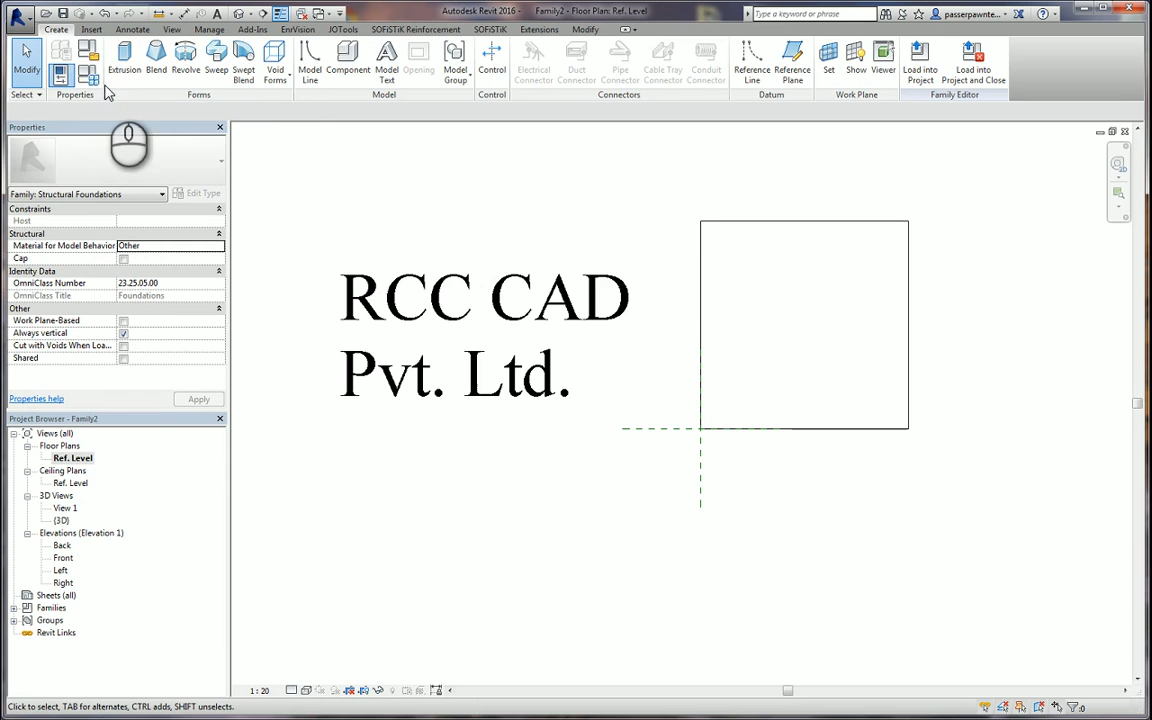 Autodesk Revit 2016 - Family2 - Floor Plan: Ref. Level
Type a keyword or phrase
passerpawnte...
Create Insert Annotate View Manage Add-Ins EnVision JOTools SOFiSTiK Reinforcement SOFiSTiK Extensions Modify
Modify Extrusion Blend Revolve Sweep Swept Blend Void Forms Model Line Component Model Text Opening Model Group Control Electrical Connector Duct Connector Pipe Connector Cable Tray Connector Conduit Connector Reference Line Reference Plane Set Show Viewer Load into Project Load into Project and Close
Select Properties Forms Model Control Connectors Datum Work Plane Family Editor
Properties
Family: Structural Foundations
Edit Type
Constraints
Host
Structural
Material for Model Behavior Other
Cap
Identity Data
OmniClass Number 23.25.05.00
OmniClass Title Foundations
Other
Work Plane-Based
Always vertical
Cut with Voids When Loa...
Shared
Properties help
Apply
Project Browser - Family2
Views (all)
Floor Plans
Ref. Level
Ceiling Plans
Ref. Level
3D Views
View 1
{3D}
Elevations (Elevation 1)
Back
Front
Left
Right
Sheets (all)
Families
Groups
Revit Links
RCC CAD
Pvt. Ltd.
1 : 20
Click to select, TAB for alternates, CTRL adds, SHIFT unselects.
:0